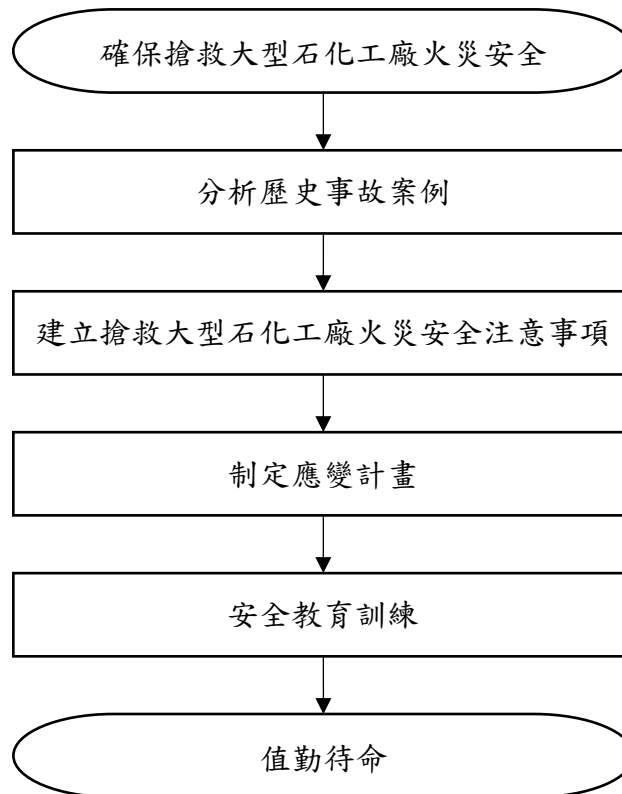 確保搶救大型石化工廠火災安全
分析歷史事故案例
建立搶救大型石化工廠火災安全注意事項
制定應變計畫
安全教育訓練
值勤待命